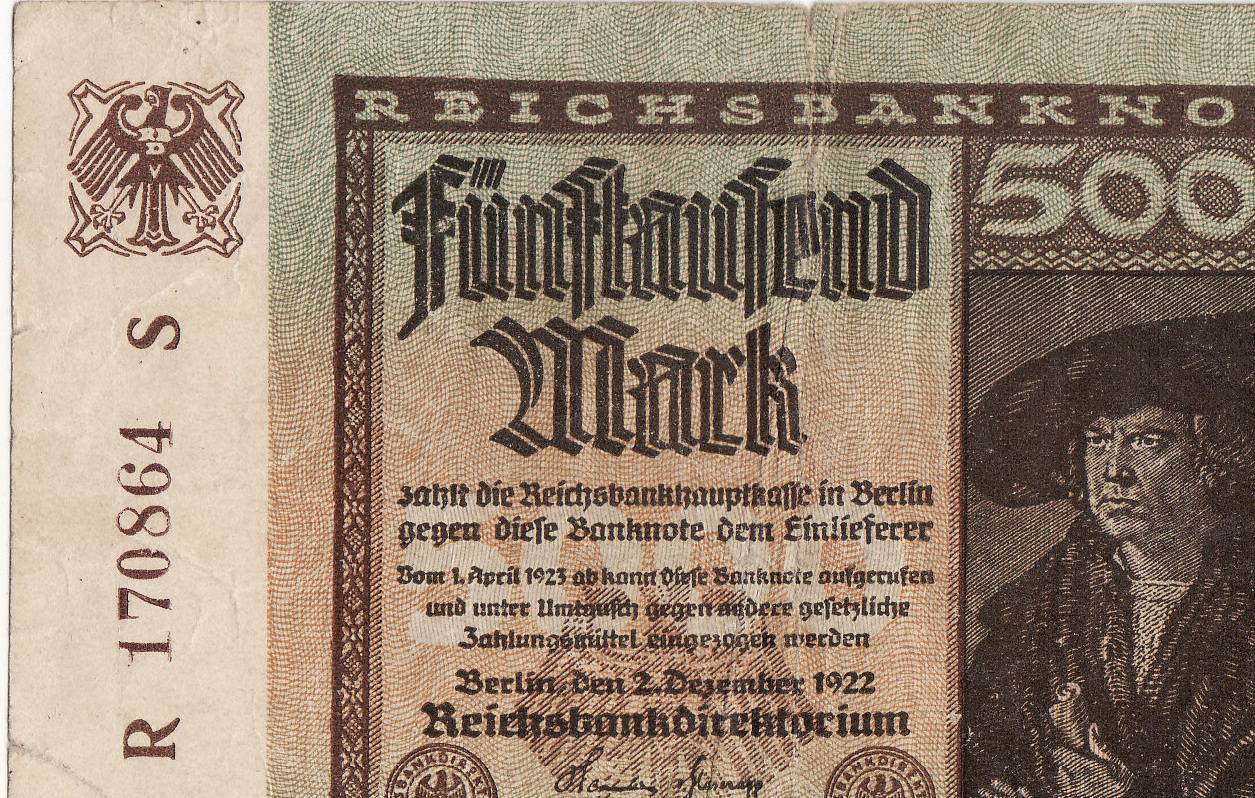 REICHSBANKNO
500
Fünftausend
Mark
zahlt die Reichsbankhauptkasse in Berlin
gegen diese Banknote dem Einlieferer
Vom 1. April 1923 ab kann diese Banknote aufgerufen
und unter Umtausch gegen andere gesetzliche
Zahlungsmittel eingezogen werden
Berlin, den 2. Dezember 1922
Reichsbankdirektorium
R 170864 S